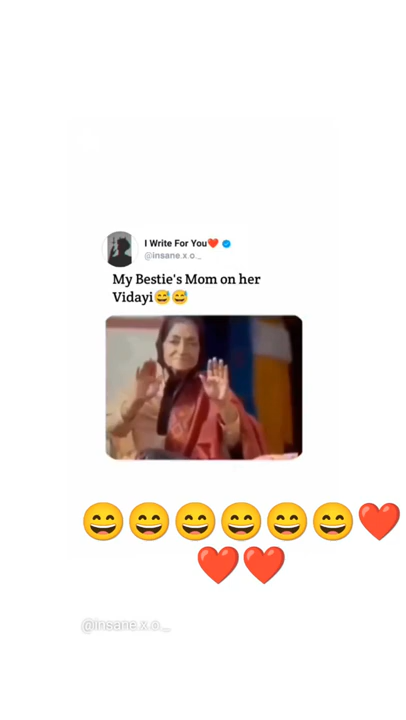 I Write For You❤️
@insane.x.o._
My Bestie's Mom on her
Vidayi😅😅
😄😄😄😄😄😄❤️
❤️❤️
@insane.x.o._